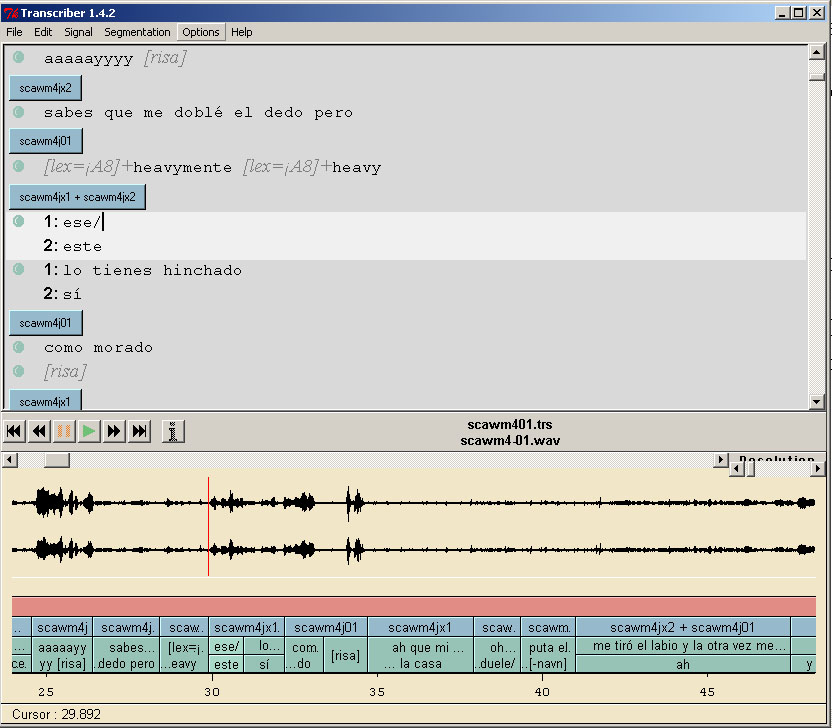 Transcriber 1.4.2
File Edit Signal Segmentation Options Help
aaaaayyyy [risa]
scawm4jx2
sabes que me doblé el dedo pero
scawm4j01
[lex=¡A8]+heavymente [lex=¡A8]+heavy
scawm4jx1 + scawm4jx2
1: ese/
2: este
1: lo tienes hinchado
2: sí
scawm4j01
como morado
[risa]
scawm4jx1
scawm401.trs
scawm4-01.wav
Resolution
.. scawm4j scawm4j. scaw.. scawm4jx1. scawm4j01 scawm4jx1 scaw. scawm. scawm4jx2 + scawm4j01
... aaaaayy sabes... [lex=¡. ese/ lo... com. [risa] ah que mi ... oh... puta el. me tiró el labio y la otra vez me...
ce. yy [risa] ..dedo pero ..eavy este sí ..do ... la casa ..duele/ ..[-navn] ah y
25 30 35 40 45
Cursor : 29.892